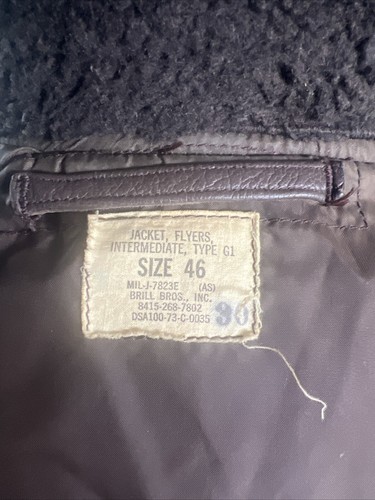 JACKET, FLYERS,
INTERMEDIATE, TYPE G1
SIZE 46
MIL-J-7823E (AS)
BRILL BROS., INC.
8415-268-7802
DSA100-73-C-0035
30